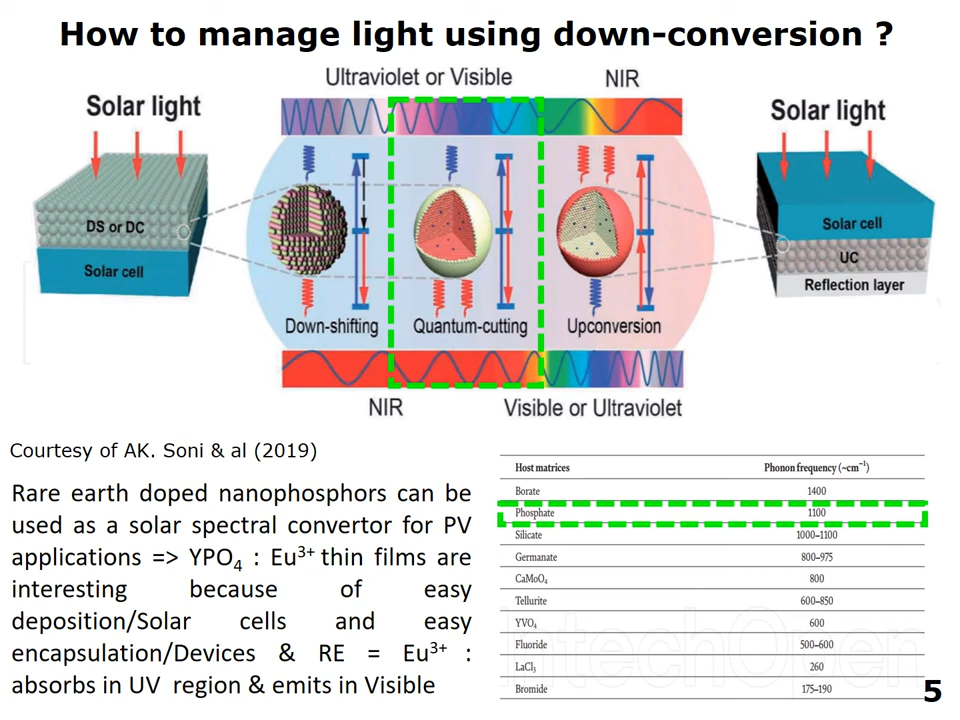 How to manage light using down-conversion ?
Ultraviolet or Visible
NIR
Solar light
Solar light
DS or DC
Solar cell
Solar cell
UC
Reflection layer
Down-shifting
Quantum-cutting
Upconversion
NIR
Visible or Ultraviolet
Courtesy of AK. Soni & al (2019)
Rare earth doped nanophosphors can be
used as a solar spectral convertor for PV
applications => YPO₄ : Eu³⁺ thin films are
interesting because of easy
deposition/Solar cells and easy
encapsulation/Devices & RE = Eu³⁺ :
absorbs in UV region & emits in Visible
Host matrices Phonon frequency (~cm⁻¹)
Borate 1400
Phosphate 1100
Silicate 1000–1100
Germanate 800–975
CaMoO₄ 800
Tellurite 600–850
YVO₄ 600
Fluoride 500–600
LaCl₃ 260
Bromide 175–190
IntechOpen
5